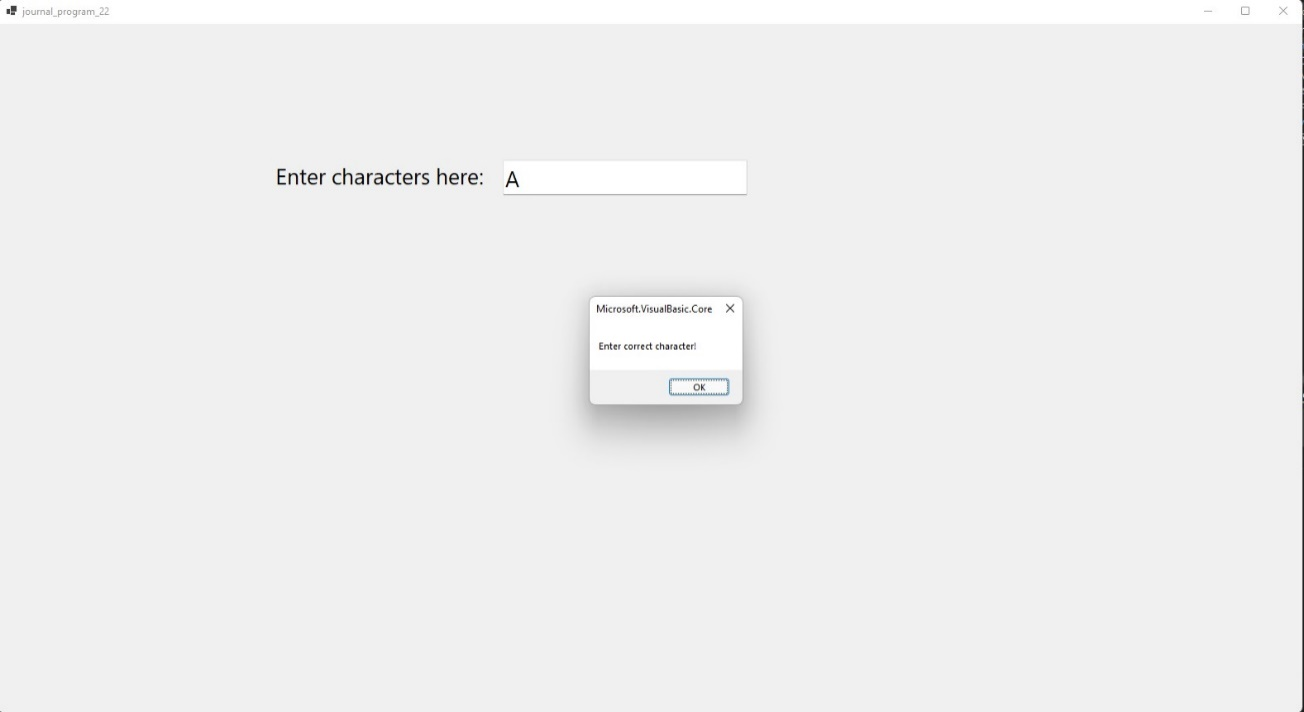 journal_program_22
Enter characters here: A
Microsoft.VisualBasic.Core
Enter correct character!
OK